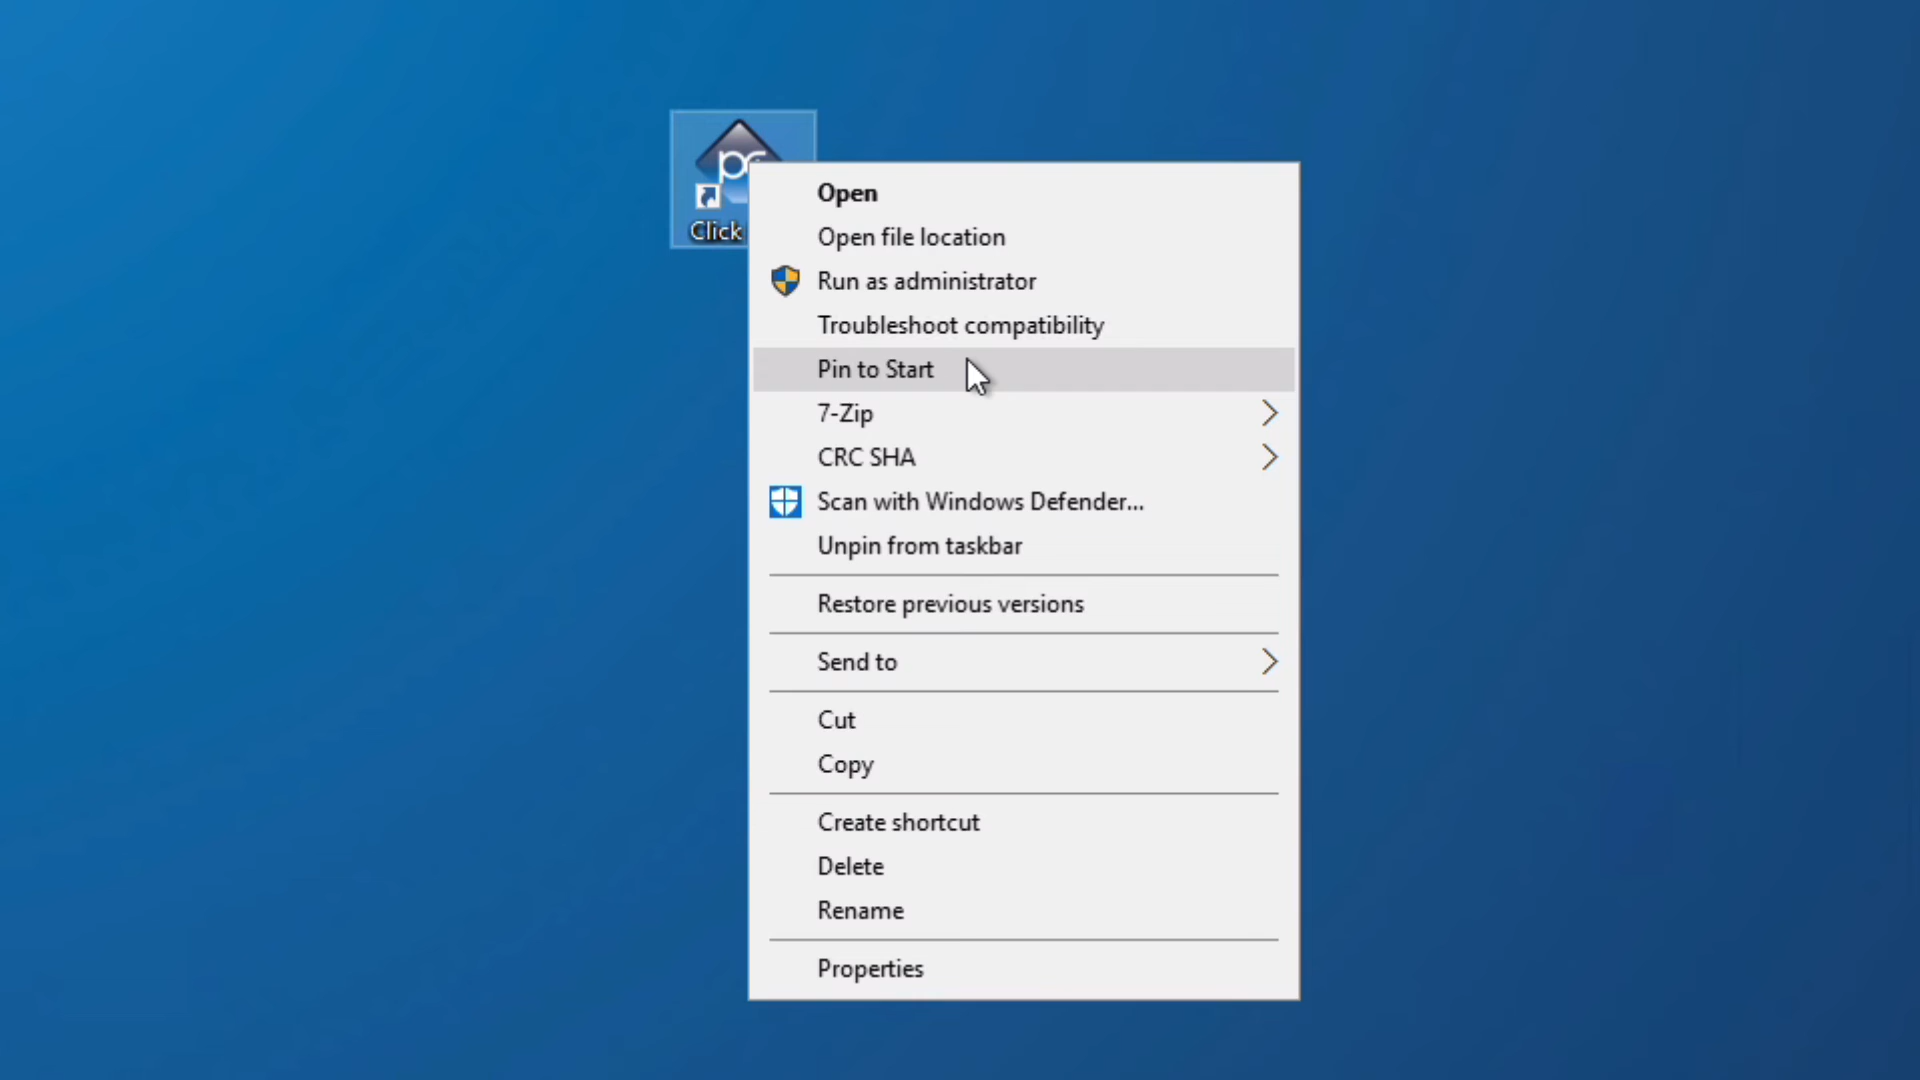 Click
Open
Open file location
Run as administrator
Troubleshoot compatibility
Pin to Start
7-Zip
CRC SHA
Scan with Windows Defender...
Unpin from taskbar
Restore previous versions
Send to
Cut
Copy
Create shortcut
Delete
Rename
Properties